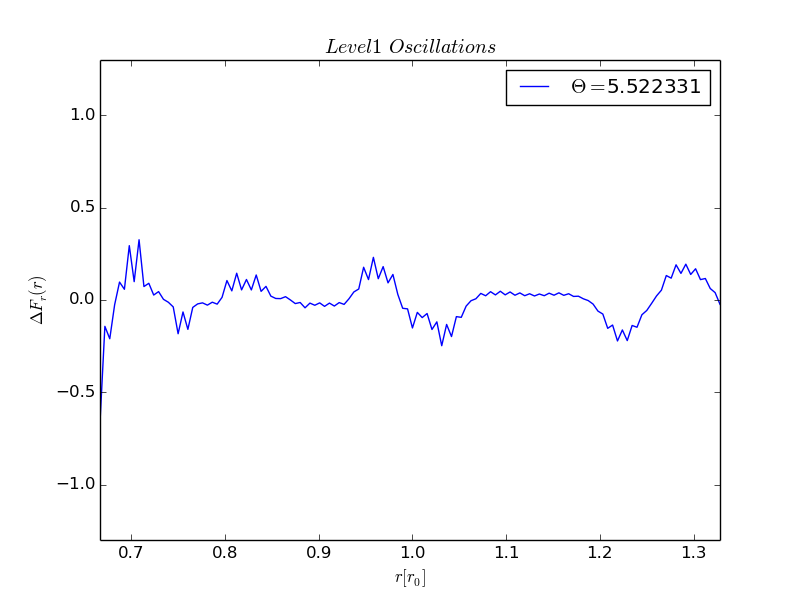 Level1 Oscillations
Θ =5.522331
1.0
0.5
0.0
−0.5
−1.0
ΔF_r(r)
0.7 0.8 0.9 1.0 1.1 1.2 1.3
r[r_0]